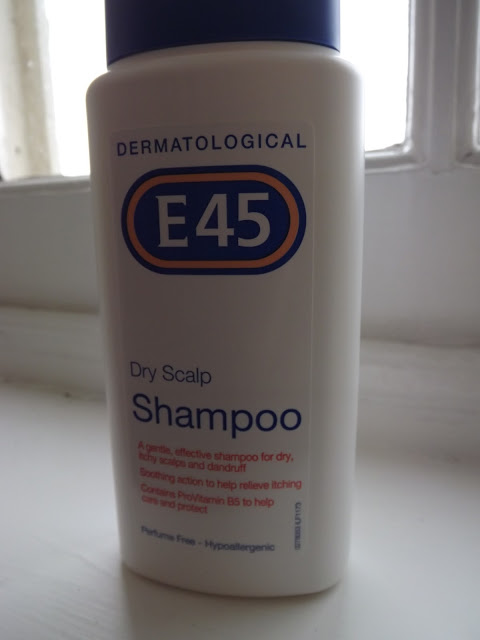 DERMATOLOGICAL
E45
Dry Scalp
Shampoo
A gentle, effective shampoo for dry,
itchy scalps and dandruff
Soothing action to help relieve itching
Contains ProVitamin B5 to help
care and protect
Perfume Free - Hypoallergenic